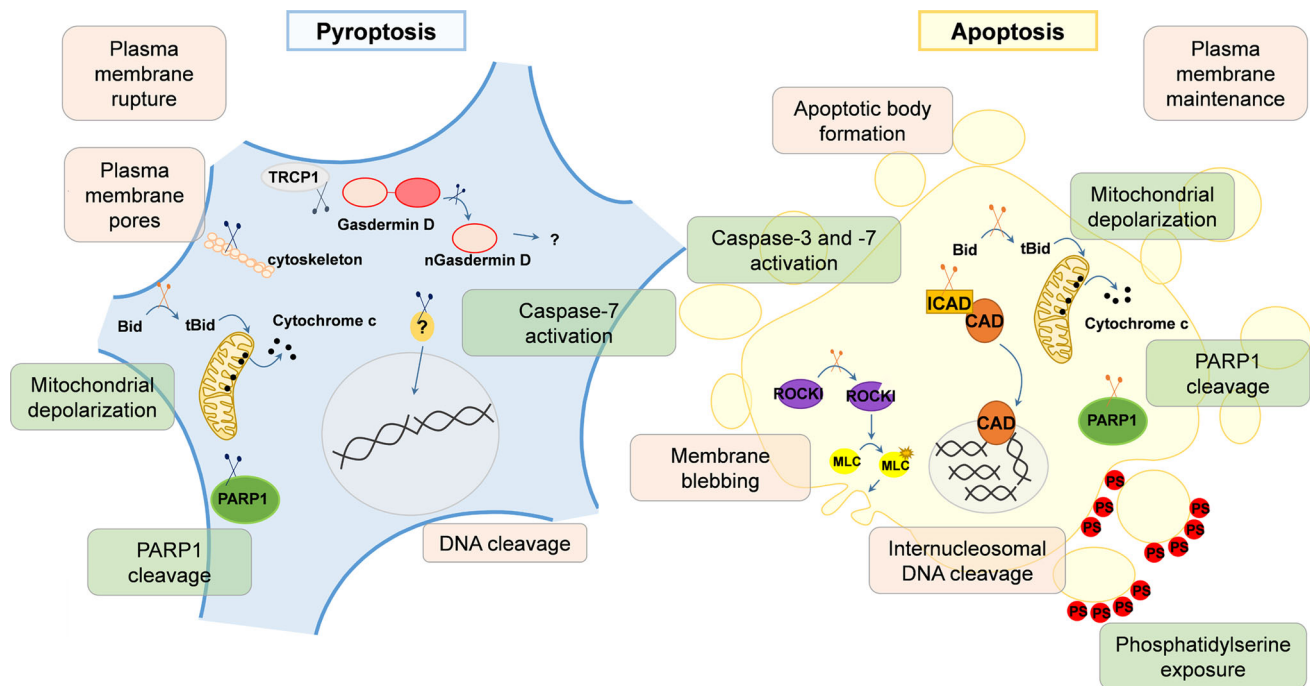 Pyroptosis
Plasma
membrane
rupture
Plasma
membrane
pores
TRCP1
Gasdermin D
nGasdermin D
?
cytoskeleton
Bid
tBid
Cytochrome c
?
Caspase-7
activation
Mitochondrial
depolarization
PARP1
PARP1
cleavage
DNA cleavage
Apoptosis
Plasma
membrane
maintenance
Apoptotic body
formation
Mitochondrial
depolarization
Caspase-3 and -7
activation
Bid
tBid
ICAD
CAD
Cytochrome c
PARP1
cleavage
ROCKI
ROCKI
CAD
PARP1
Membrane
blebbing
MLC
MLC
Internucleosomal
DNA cleavage
PS
PS
PS
PS
PS
PS
PS
PS
PS
PS
PS
Phosphatidylserine
exposure